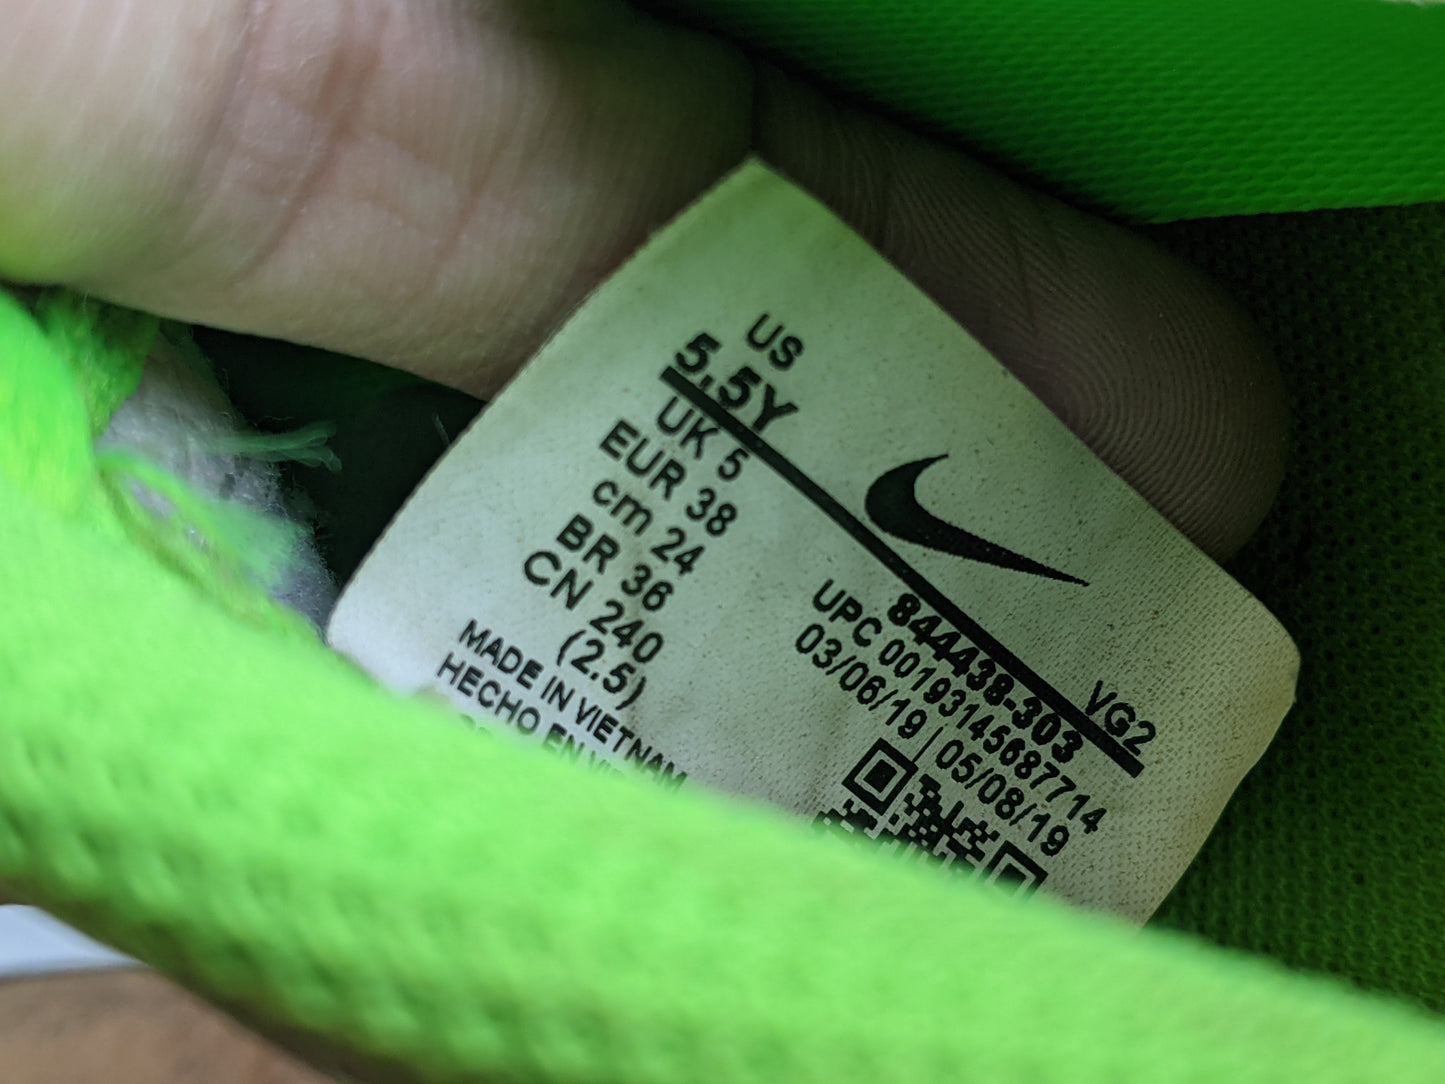 US
5.5Y
UK 5
EUR 38
cm 24
BR 36
CN 240
(2.5)
MADE IN VIETNAM
HECHO EN
844438-303
VG2
UPC 00193145687714
03/06/19 | 05/08/19